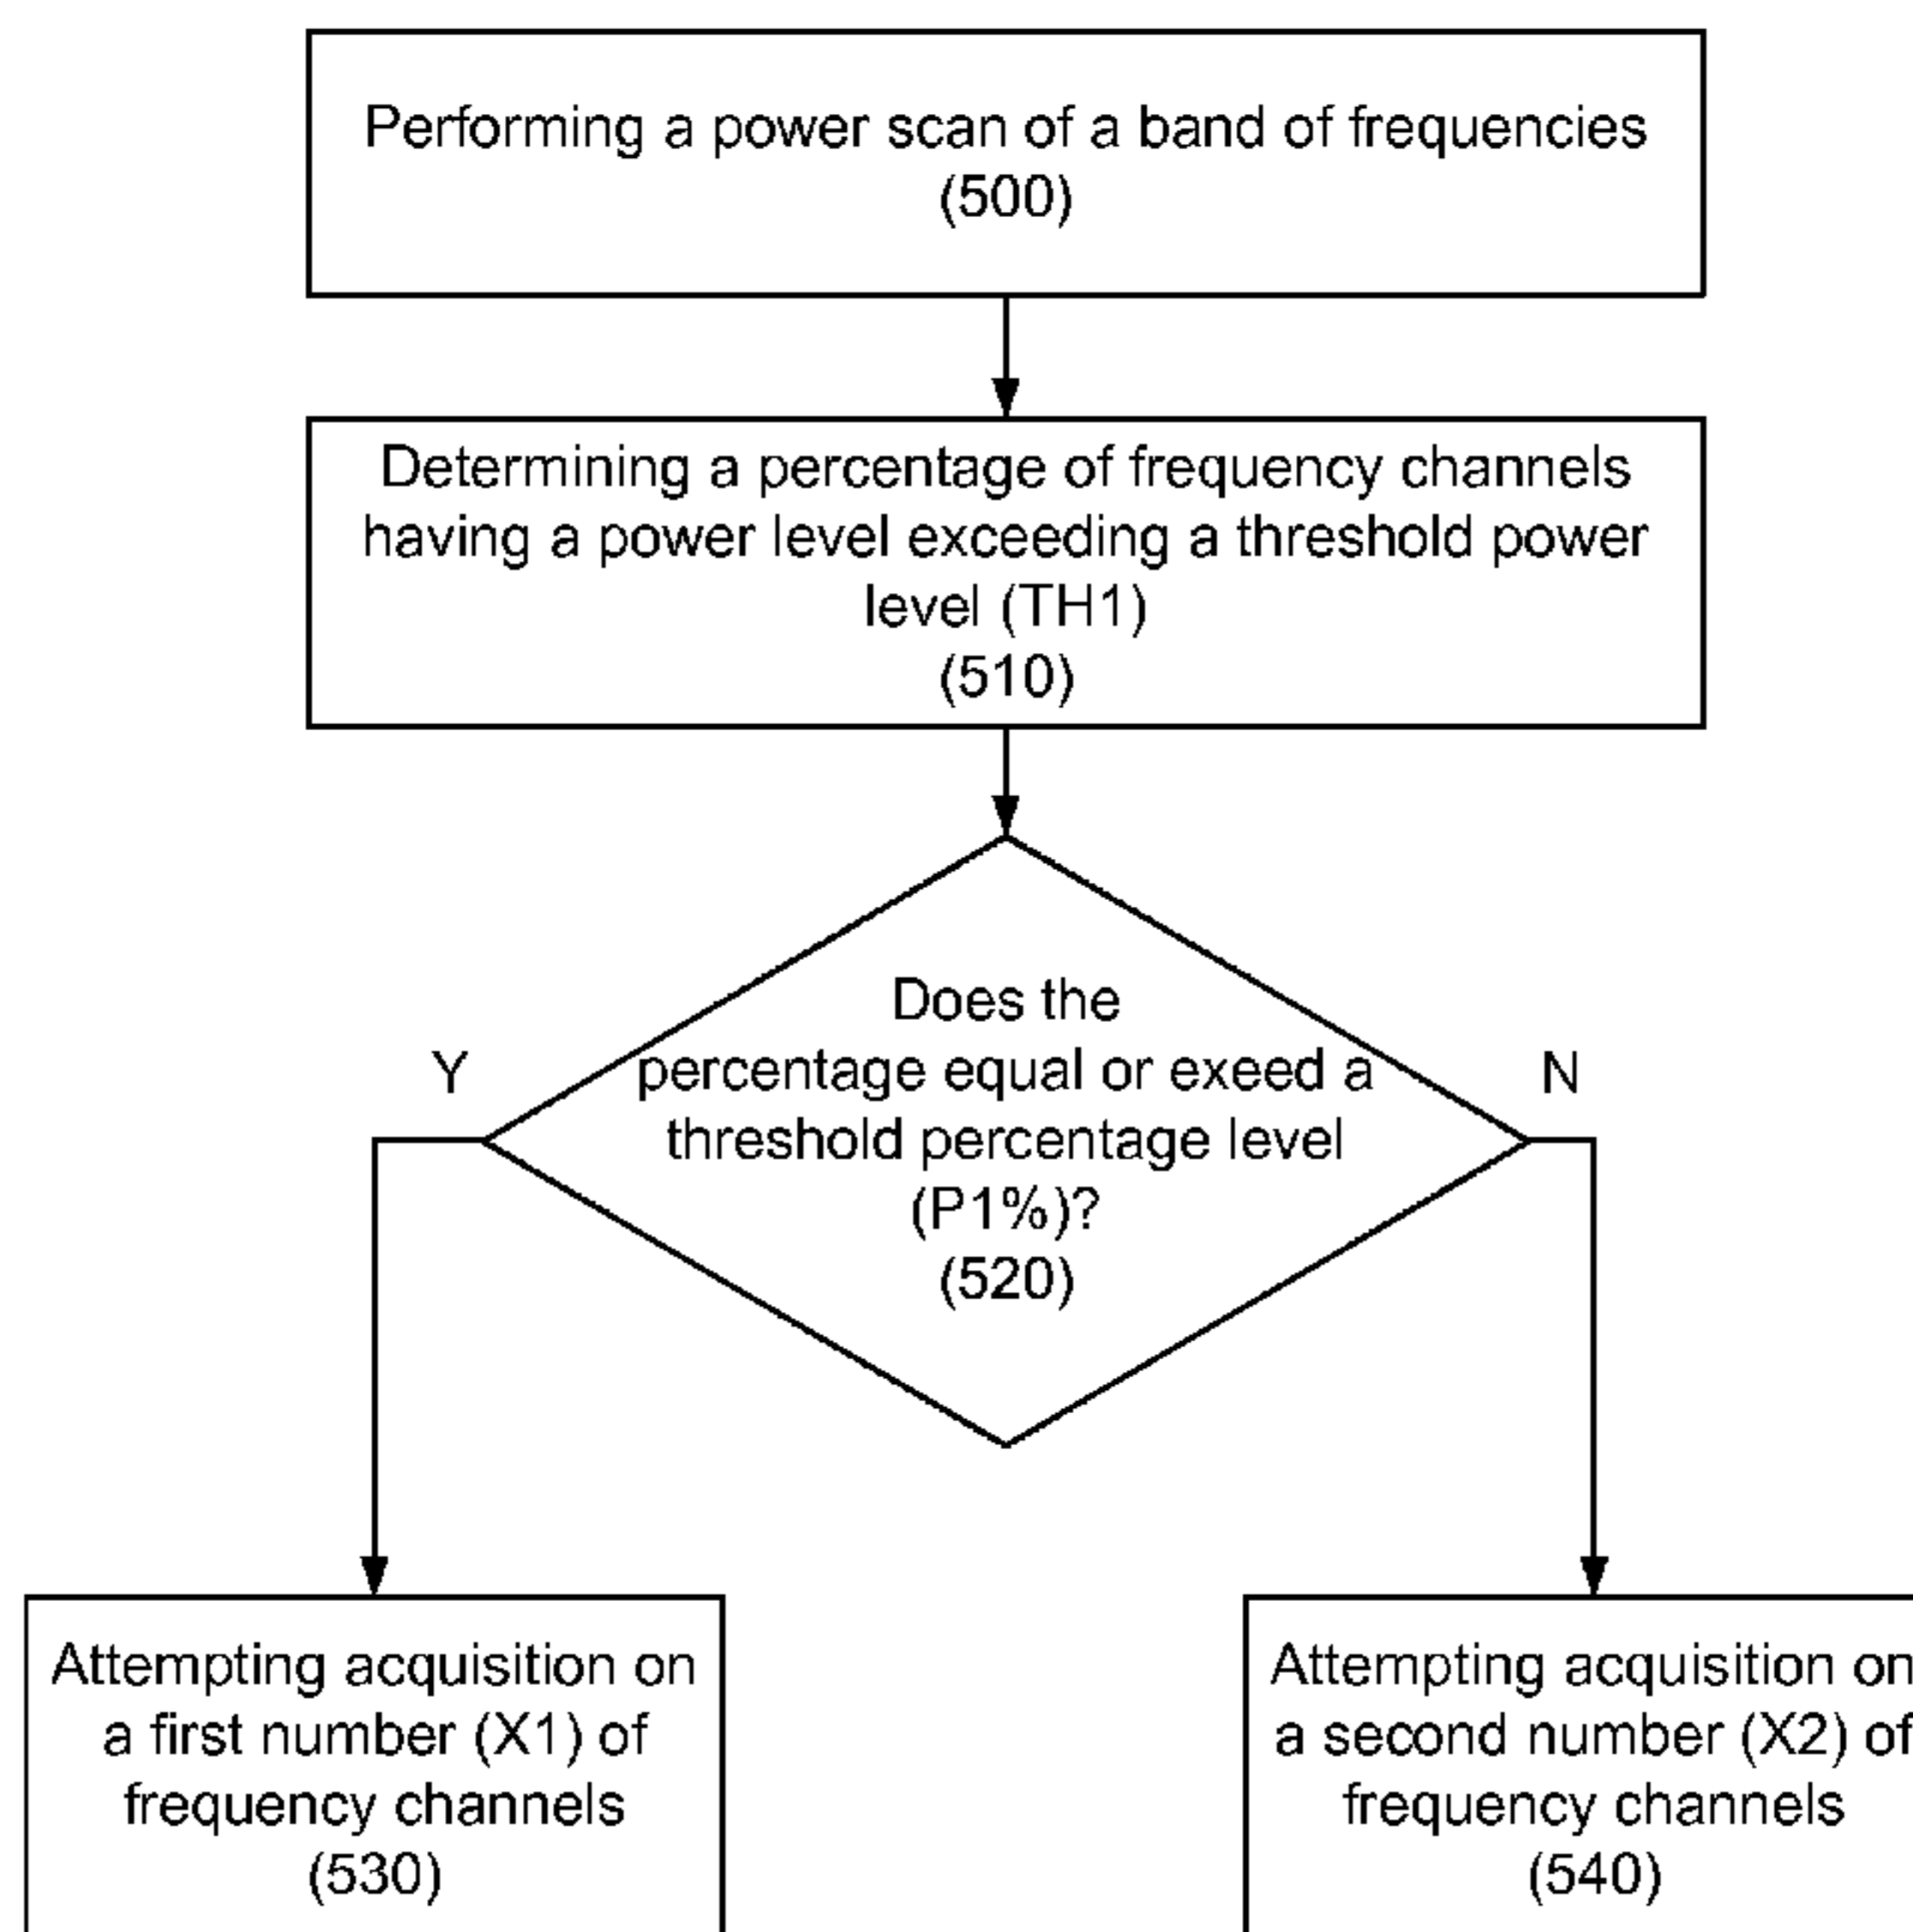 Performing a power scan of a band of frequencies
(500)
Determining a percentage of frequency channels
having a power level exceeding a threshold power
level (TH1)
(510)
Does the
percentage equal or exeed a
threshold percentage level
(P1%)?
(520)
Y
N
Attempting acquisition on
a first number (X1) of
frequency channels
(530)
Attempting acquisition on
a second number (X2) of
frequency channels
(540)